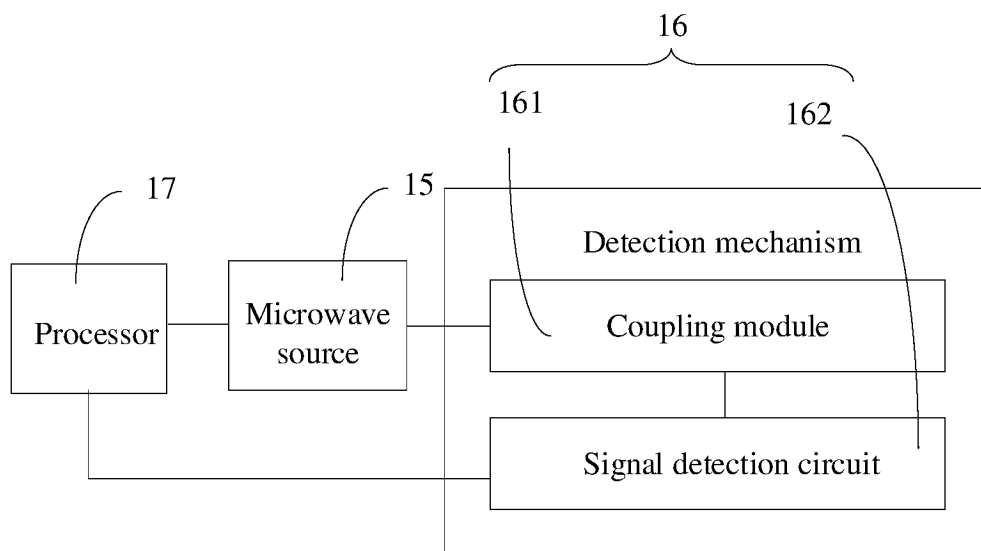 16
161
162
17
15
Detection mechanism
Processor
Microwave
source
Coupling module
Signal detection circuit